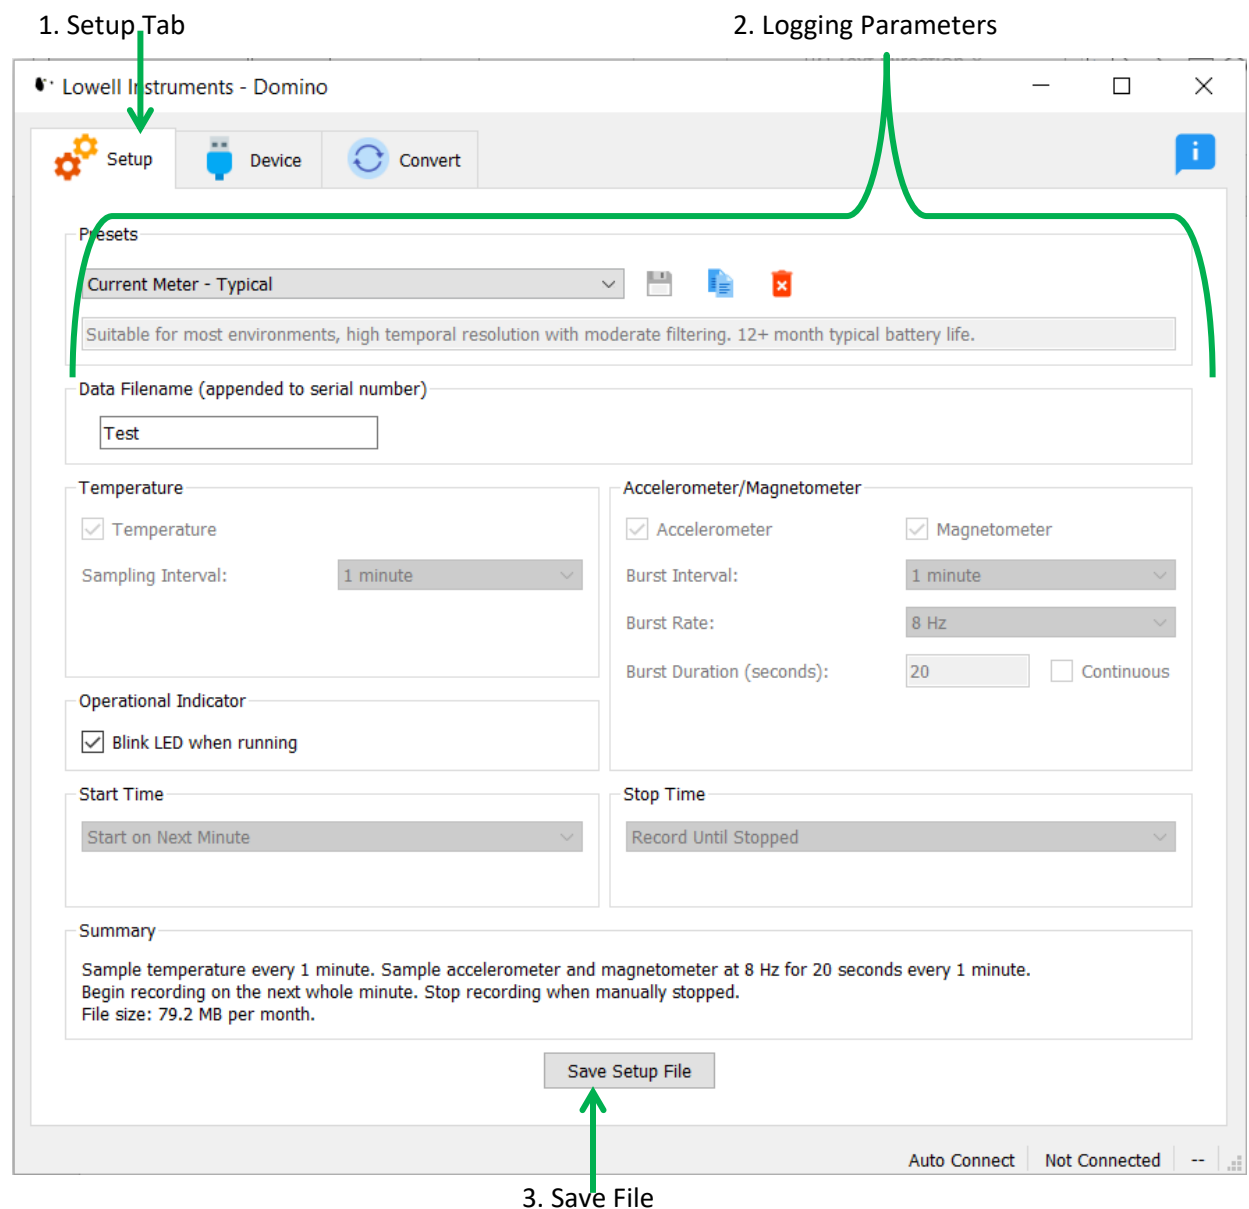 1. Setup Tab
2. Logging Parameters
Lowell Instruments - Domino
Setup
Device
Convert
i
Presets
Current Meter - Typical
Suitable for most environments, high temporal resolution with moderate filtering. 12+ month typical battery life.
Data Filename (appended to serial number)
Test
Temperature
Accelerometer/Magnetometer
Temperature
Accelerometer
Magnetometer
Sampling Interval:
1 minute
Burst Interval:
1 minute
Burst Rate:
8 Hz
Burst Duration (seconds):
20
Continuous
Operational Indicator
Blink LED when running
Start Time
Stop Time
Start on Next Minute
Record Until Stopped
Summary
Sample temperature every 1 minute. Sample accelerometer and magnetometer at 8 Hz for 20 seconds every 1 minute.
Begin recording on the next whole minute. Stop recording when manually stopped.
File size: 79.2 MB per month.
Save Setup File
Auto Connect
Not Connected
--
3. Save File